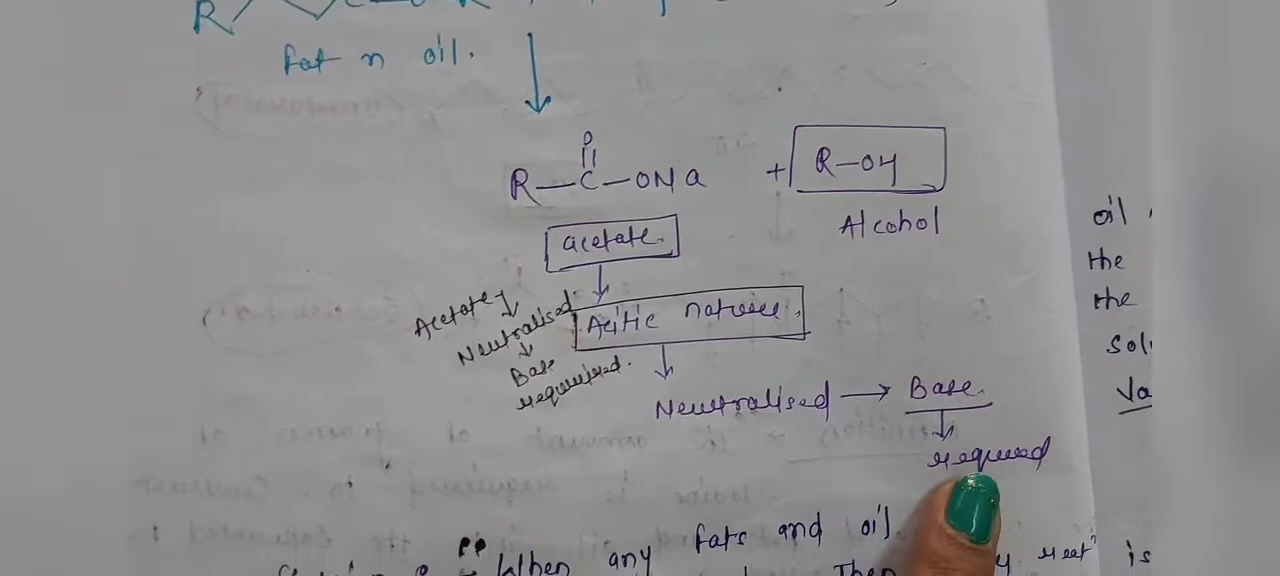 fat n oil.
O
R—C—ONa + R—OH
acetate.
Alcohol
Acetate
Neutralised
Base
required.
Acitic nature.
Neutralised → Base.
required
oil
the
the
fats and oil.
When any
Then
is